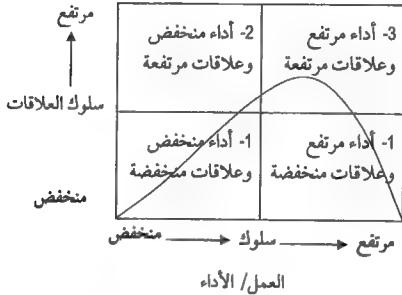 مرتفع
سلوك العلاقات
منخفض
3- أداء مرتفع
وعلاقات مرتفعة
2- أداء منخفض
وعلاقات مرتفعة
1- أداء مرتفع
وعلاقات منخفضة
1- أداء منخفض
وعلاقات منخفضة
منخفض سلوك مرتفع
العمل/ الأداء